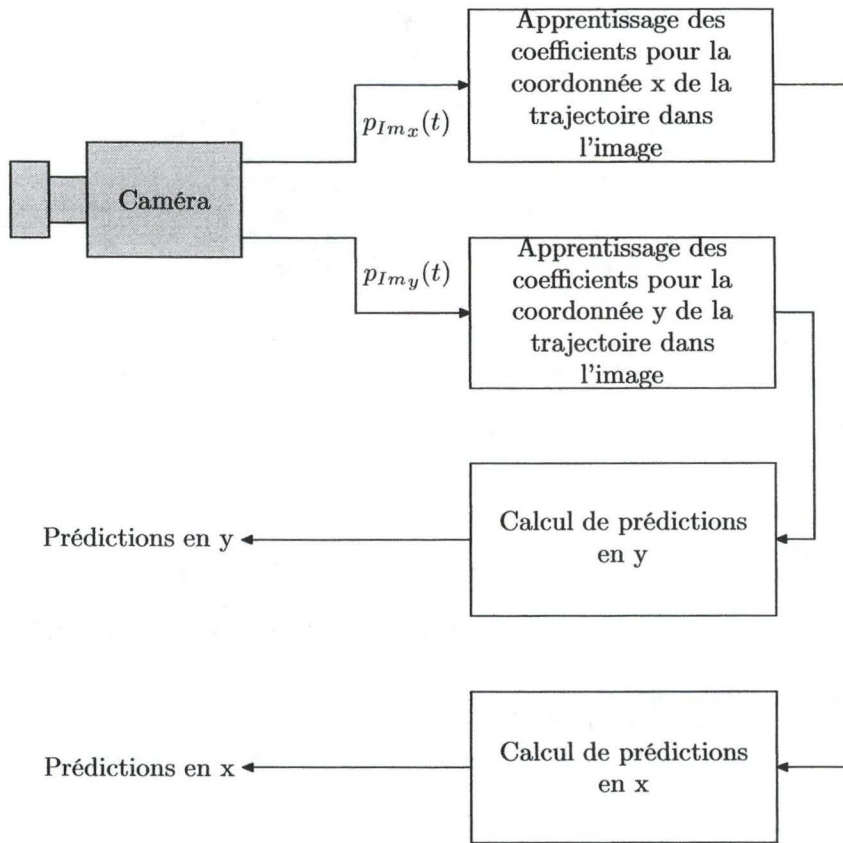 Apprentissage des
coefficients pour la
coordonnée x de la
trajectoire dans
l'image
p_{Im_x}(t)
Caméra
p_{Im_y}(t)
Apprentissage des
coefficients pour la
coordonnée y de la
trajectoire dans
l'image
Prédictions en y
Calcul de prédictions
en y
Prédictions en x
Calcul de prédictions
en x